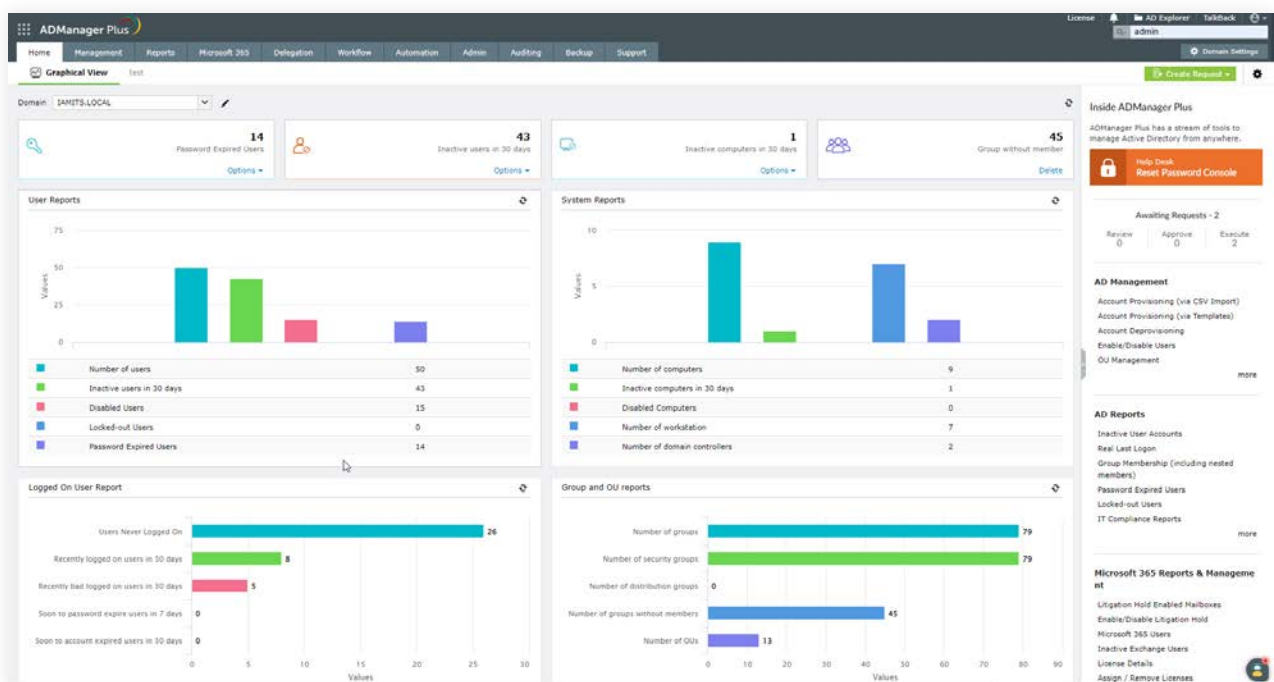 License AD Explorer TalkBack
ADManager Plus
admin
Home Management Reports Microsoft 365 Delegation Workflow Automation Admin Auditing Backup Support
Domain Settings
Graphical View test
Create Request
Domain IAMITS.LOCAL
14
Password Expired Users
Options
43
Inactive users in 30 days
Options
1
Inactive computers in 30 days
Options
45
Group without member
Delete
User Reports
75
50
25
0
Values
Number of users 50
Inactive users in 30 days 43
Disabled Users 15
Locked-out Users 0
Password Expired Users 14
System Reports
10
5
0
Values
Number of computers 9
Inactive computers in 30 days 1
Disabled Computers 0
Number of workstation 7
Number of domain controllers 2
Logged On User Report
Users Never Logged On 26
Recently logged on users in 30 days 8
Recently bad logged on users in 30 days 5
Soon to password expire users in 7 days 0
Soon to account expired users in 30 days 0
0 5 10 15 20 25 30
Values
Group and OU reports
Number of groups 79
Number of security groups 79
Number of distribution groups 0
Number of groups without members 45
Number of OUs 13
0 10 20 30 40 50 60 70 80 90
Values
Inside ADManager Plus
ADManager Plus has a stream of tools to
manage Active Directory from anywhere.
Help Desk
Reset Password Console
Awaiting Requests - 2
Review Approve Execute
0 0 2
AD Management
Account Provisioning (via CSV Import)
Account Provisioning (via Templates)
Account Deprovisioning
Enable/Disable Users
OU Management
more
AD Reports
Inactive User Accounts
Real Last Logon
Group Membership (including nested
members)
Password Expired Users
Locked-out Users
IT Compliance Reports
more
Microsoft 365 Reports & Manageme
nt
Litigation Hold Enabled Mailboxes
Enable/Disable Litigation Hold
Microsoft 365 Users
Inactive Exchange Users
License Details
Assign / Remove Licenses